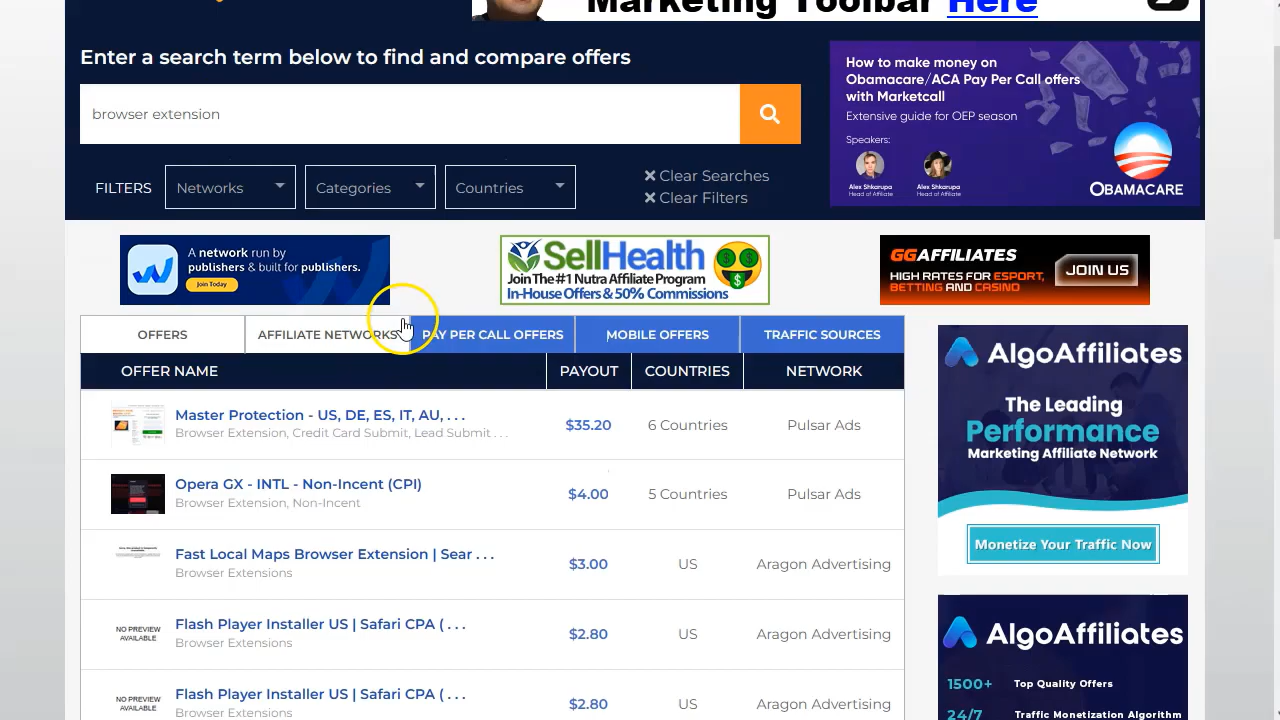 Marketing Toolbar Here
Enter a search term below to find and compare offers
browser extension
FILTERS
Networks
Categories
Countries
Clear Searches
Clear Filters
How to make money on
Obamacare/ACA Pay Per Call offers
with Marketcall
Extensive guide for OEP season
Speakers:
Alex Shkarupa
Head of Affiliate
Alex Shkarupa
Head of Affiliate
OBAMACARE
A network run by
publishers & built for publishers.
Join Today
SellHealth
Join The #1 Nutra Affiliate Program
In-House Offers & 50% Commissions
GGAFFILIATES
HIGH RATES FOR ESPORT,
BETTING AND CASINO
JOIN US
OFFERS
AFFILIATE NETWORKS
PAY PER CALL OFFERS
MOBILE OFFERS
TRAFFIC SOURCES
OFFER NAME
PAYOUT
COUNTRIES
NETWORK
Master Protection - US, DE, ES, IT, AU, . . .
Browser Extension, Credit Card Submit, Lead Submit . . .
$35.20
6 Countries
Pulsar Ads
Opera GX - INTL - Non-Incent (CPI)
Browser Extension, Non-Incent
$4.00
5 Countries
Pulsar Ads
Fast Local Maps Browser Extension | Sear . . .
Browser Extensions
$3.00
US
Aragon Advertising
NO PREVIEW
AVAILABLE
Flash Player Installer US | Safari CPA ( . . .
Browser Extensions
$2.80
US
Aragon Advertising
NO PREVIEW
AVAILABLE
Flash Player Installer US | Safari CPA ( . . .
Browser Extensions
$2.80
US
Aragon Advertising
AlgoAffiliates
The Leading
Performance
Marketing Affiliate Network
Monetize Your Traffic Now
AlgoAffiliates
1500+ Top Quality Offers
24/7 Traffic Monetization Algorithm